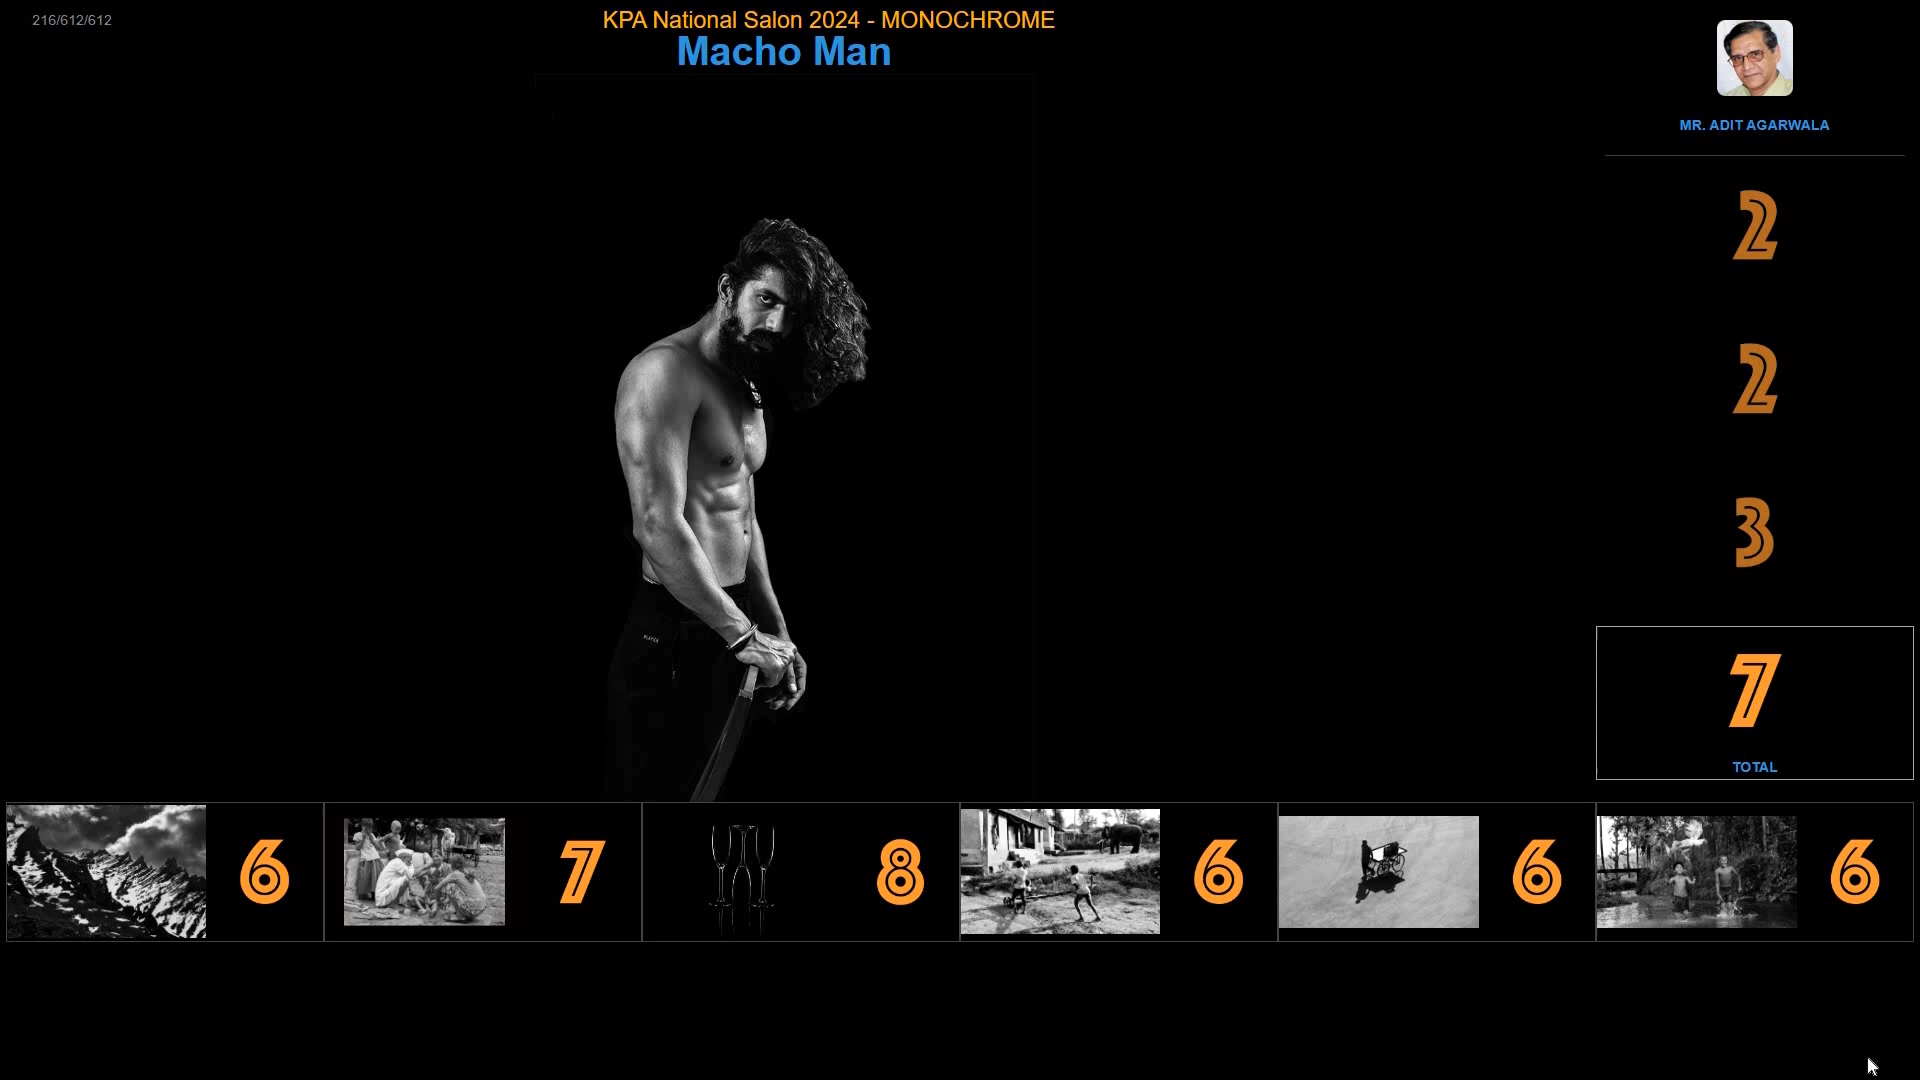 216/612/612
KPA National Salon 2024 - MONOCHROME
Macho Man
MR. ADIT AGARWALA
2
2
3
7
TOTAL
6
7
8
6
6
6